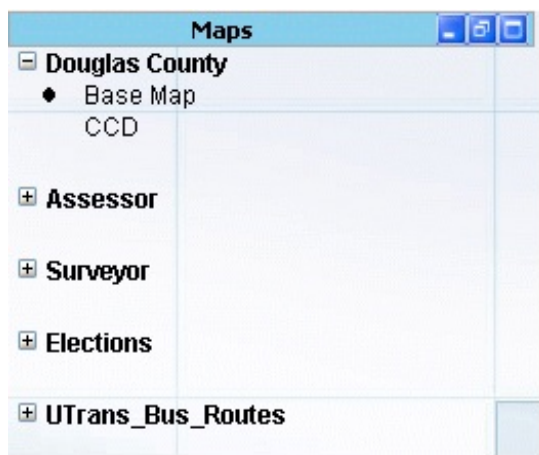 Maps
Douglas County
Base Map
CCD
Assessor
Surveyor
Elections
UTrans_Bus_Routes